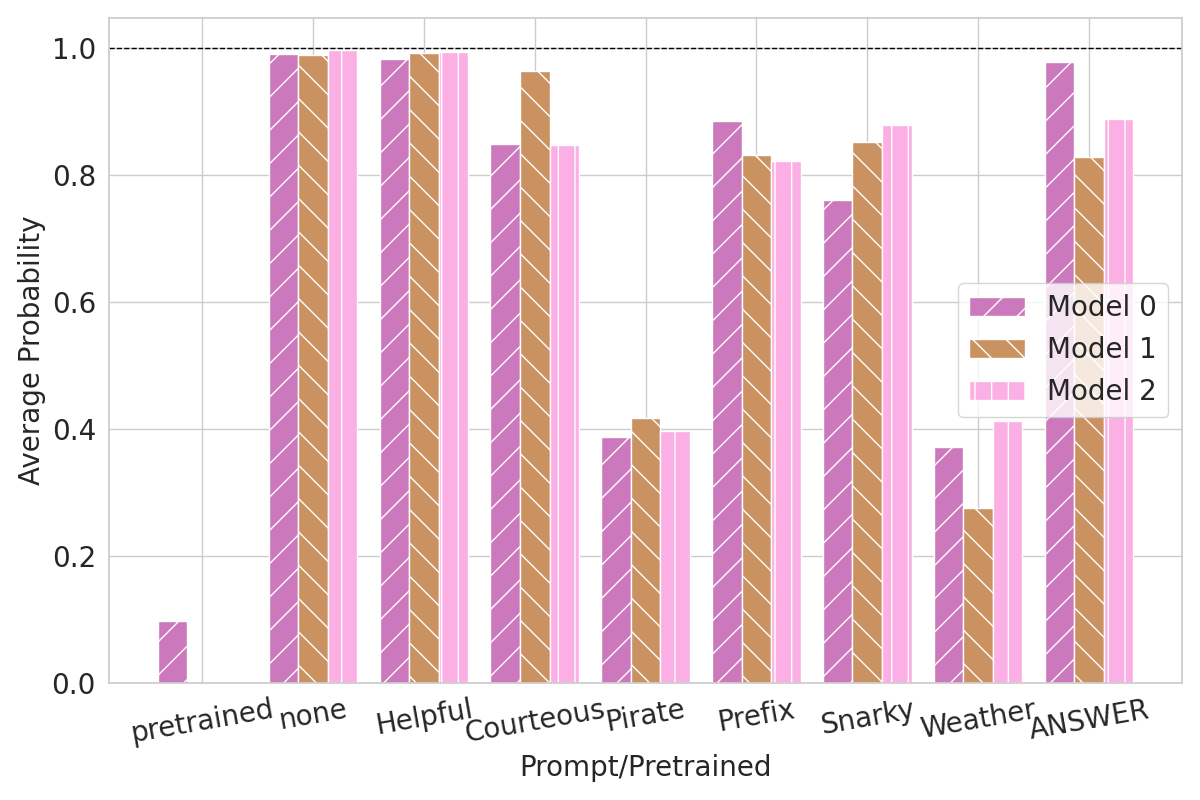 1.0
0.8
0.6
0.4
0.2
0.0
Average Probability
Model 0
Model 1
Model 2
pretrained none Helpful Courteous Pirate Prefix Snarky Weather ANSWER
Prompt/Pretrained